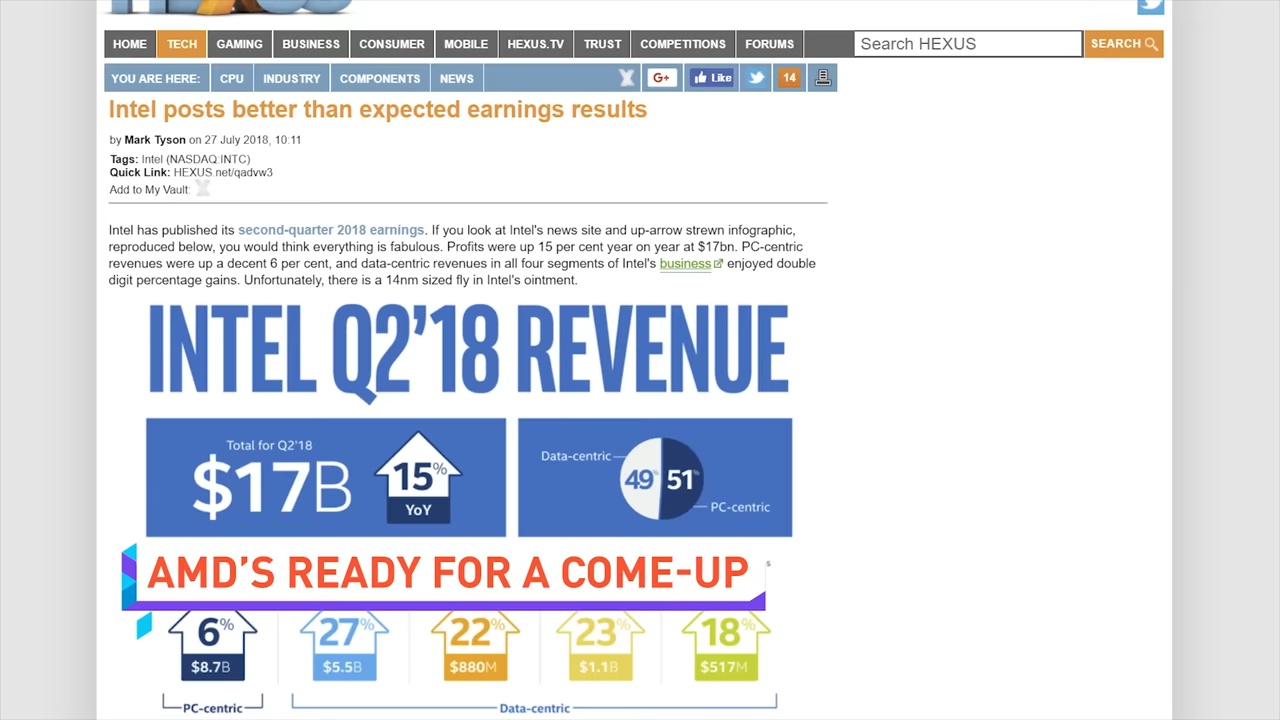 HEXUS
HOME TECH GAMING BUSINESS CONSUMER MOBILE HEXUS.TV TRUST COMPETITIONS FORUMS Search HEXUS SEARCH
YOU ARE HERE: CPU INDUSTRY COMPONENTS NEWS G+ Like 14
Intel posts better than expected earnings results
by Mark Tyson on 27 July 2018, 10:11
Tags: Intel (NASDAQ:INTC)
Quick Link: HEXUS.net/qadvw3
Add to My Vault:
Intel has published its second-quarter 2018 earnings. If you look at Intel's news site and up-arrow strewn infographic,
reproduced below, you would think everything is fabulous. Profits were up 15 per cent year on year at $17bn. PC-centric
revenues were up a decent 6 per cent, and data-centric revenues in all four segments of Intel's business enjoyed double
digit percentage gains. Unfortunately, there is a 14nm sized fly in Intel's ointment.
INTEL Q2'18 REVENUE
Total for Q2'18
$17B 15% YoY
Data-centric 49% 51% PC-centric
AMD'S READY FOR A COME-UP
6% 27% 22% 23% 18%
$8.7B $5.5B $880M $1.1B $517M
PC-centric Data-centric